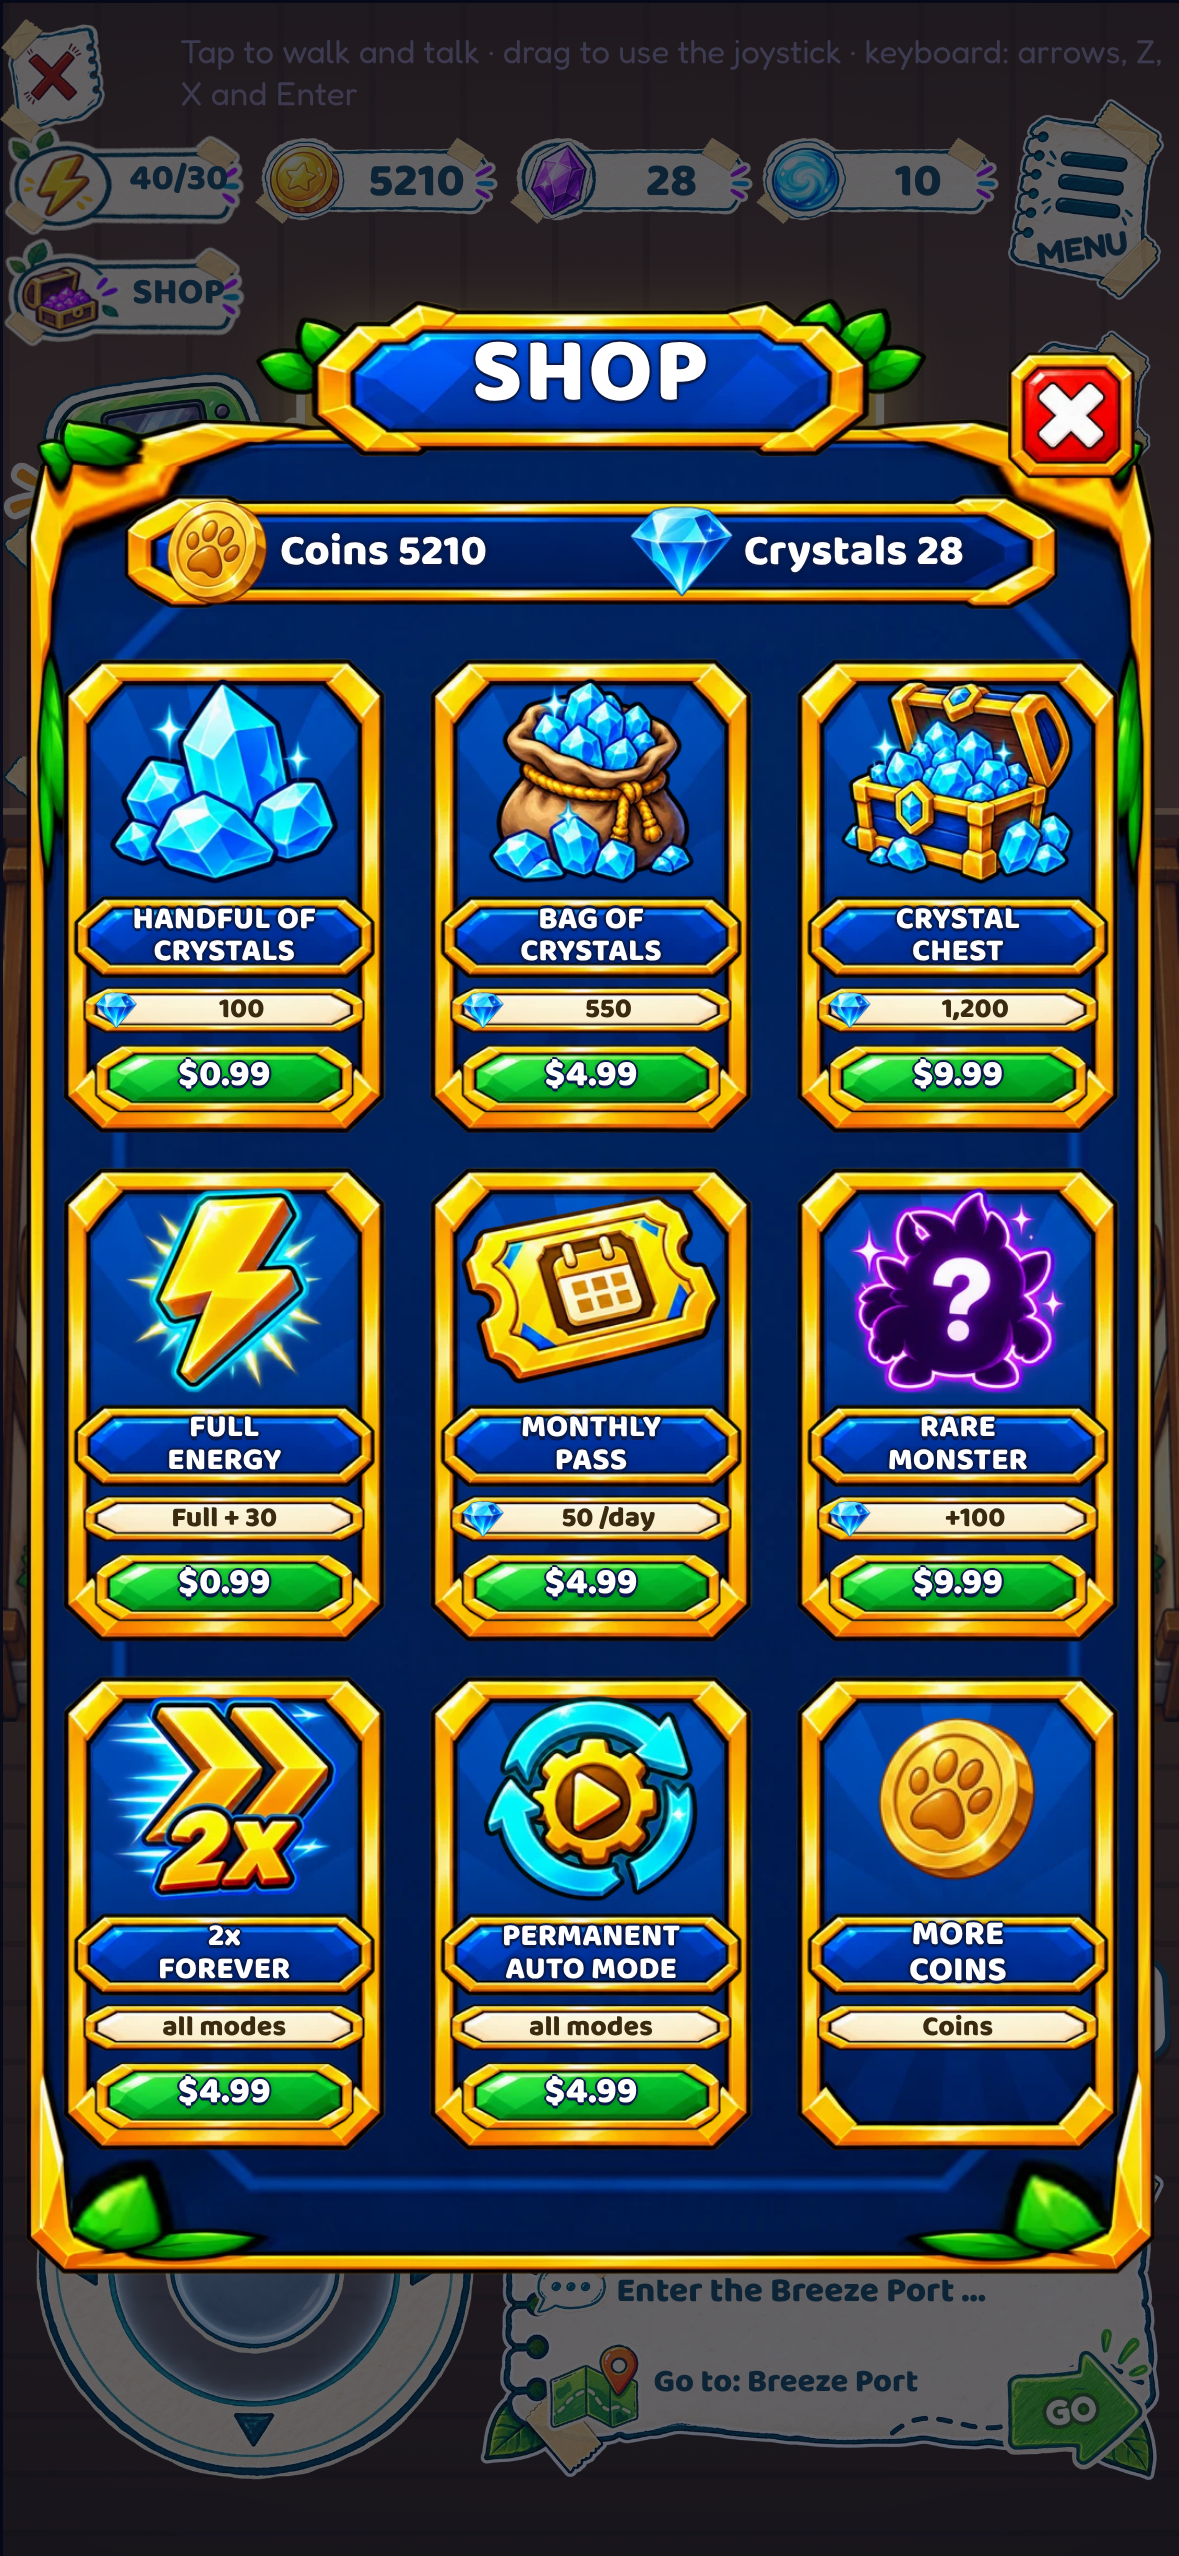 Tap to walk and talk · drag to use the joystick · keyboard: arrows, Z,
X and Enter
40/30
5210
28
10
MENU
SHOP
SHOP
Coins 5210
Crystals 28
HANDFUL OF
CRYSTALS
100
$0.99
BAG OF
CRYSTALS
550
$4.99
CRYSTAL
CHEST
1,200
$9.99
FULL
ENERGY
Full + 30
$0.99
MONTHLY
PASS
50 /day
$4.99
?
RARE
MONSTER
+100
$9.99
2x
2x
FOREVER
all modes
$4.99
PERMANENT
AUTO MODE
all modes
$4.99
MORE
COINS
Coins
Enter the Breeze Port ...
Go to: Breeze Port
GO